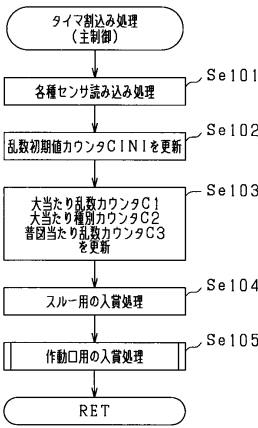 タイマ割込み処理
(主制御)
Se101
各種センサ読み込み処理
Se102
乱数初期値カウンタCINIを更新
Se103
大当たり乱数カウンタC1
大当たり種別カウンタC2
普図当たり乱数カウンタC3
を更新
Se104
スルー用の入賞処理
Se105
作動口用の入賞処理
RET